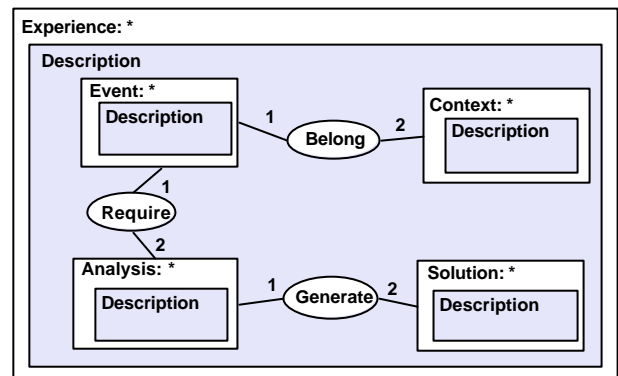 Experience: *
Description
Event: *
Description
1
Belong
2
Context: *
Description
1
Require
2
Analysis: *
Description
1
Generate
2
Solution: *
Description